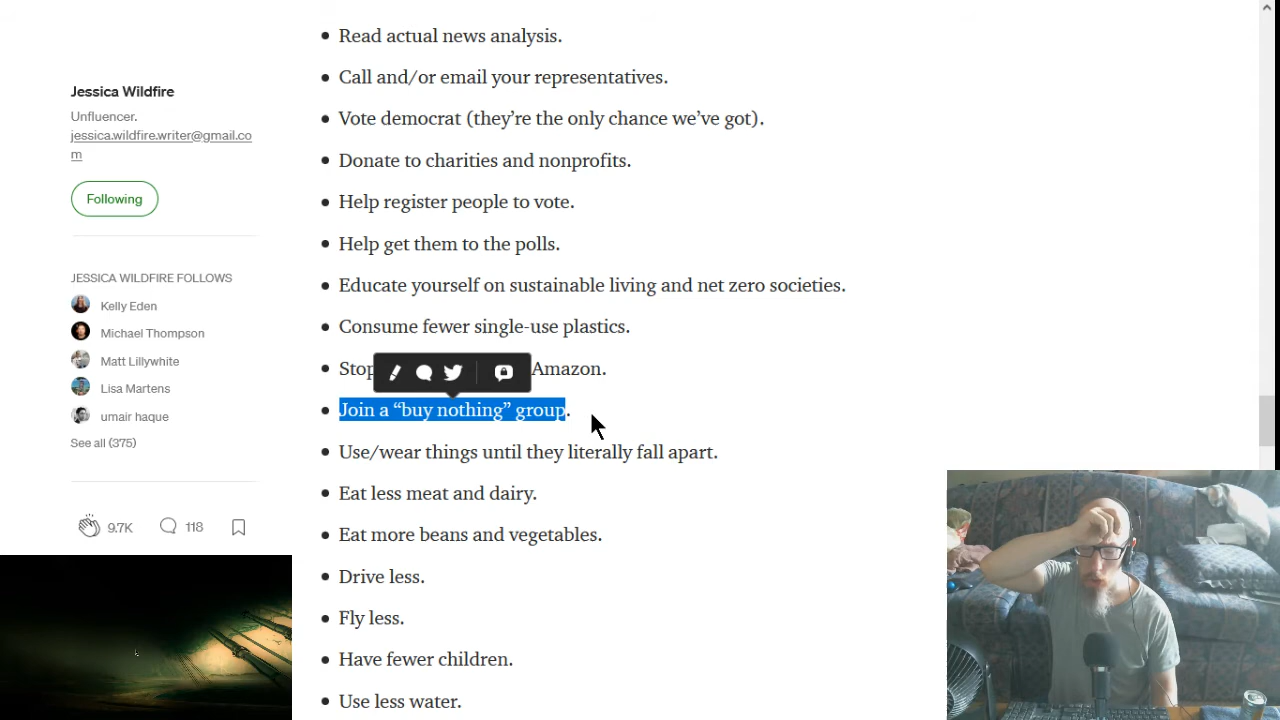 Jessica Wildfire
Unfluencer.
jessica.wildfire.writer@gmail.co
m
Following
JESSICA WILDFIRE FOLLOWS
Kelly Eden
Michael Thompson
Matt Lillywhite
Lisa Martens
umair haque
See all (375)
9.7K
118
Read actual news analysis.
Call and/or email your representatives.
Vote democrat (they’re the only chance we’ve got).
Donate to charities and nonprofits.
Help register people to vote.
Help get them to the polls.
Educate yourself on sustainable living and net zero societies.
Consume fewer single-use plastics.
Stop Amazon.
Join a “buy nothing” group.
Use/wear things until they literally fall apart.
Eat less meat and dairy.
Eat more beans and vegetables.
Drive less.
Fly less.
Have fewer children.
Use less water.